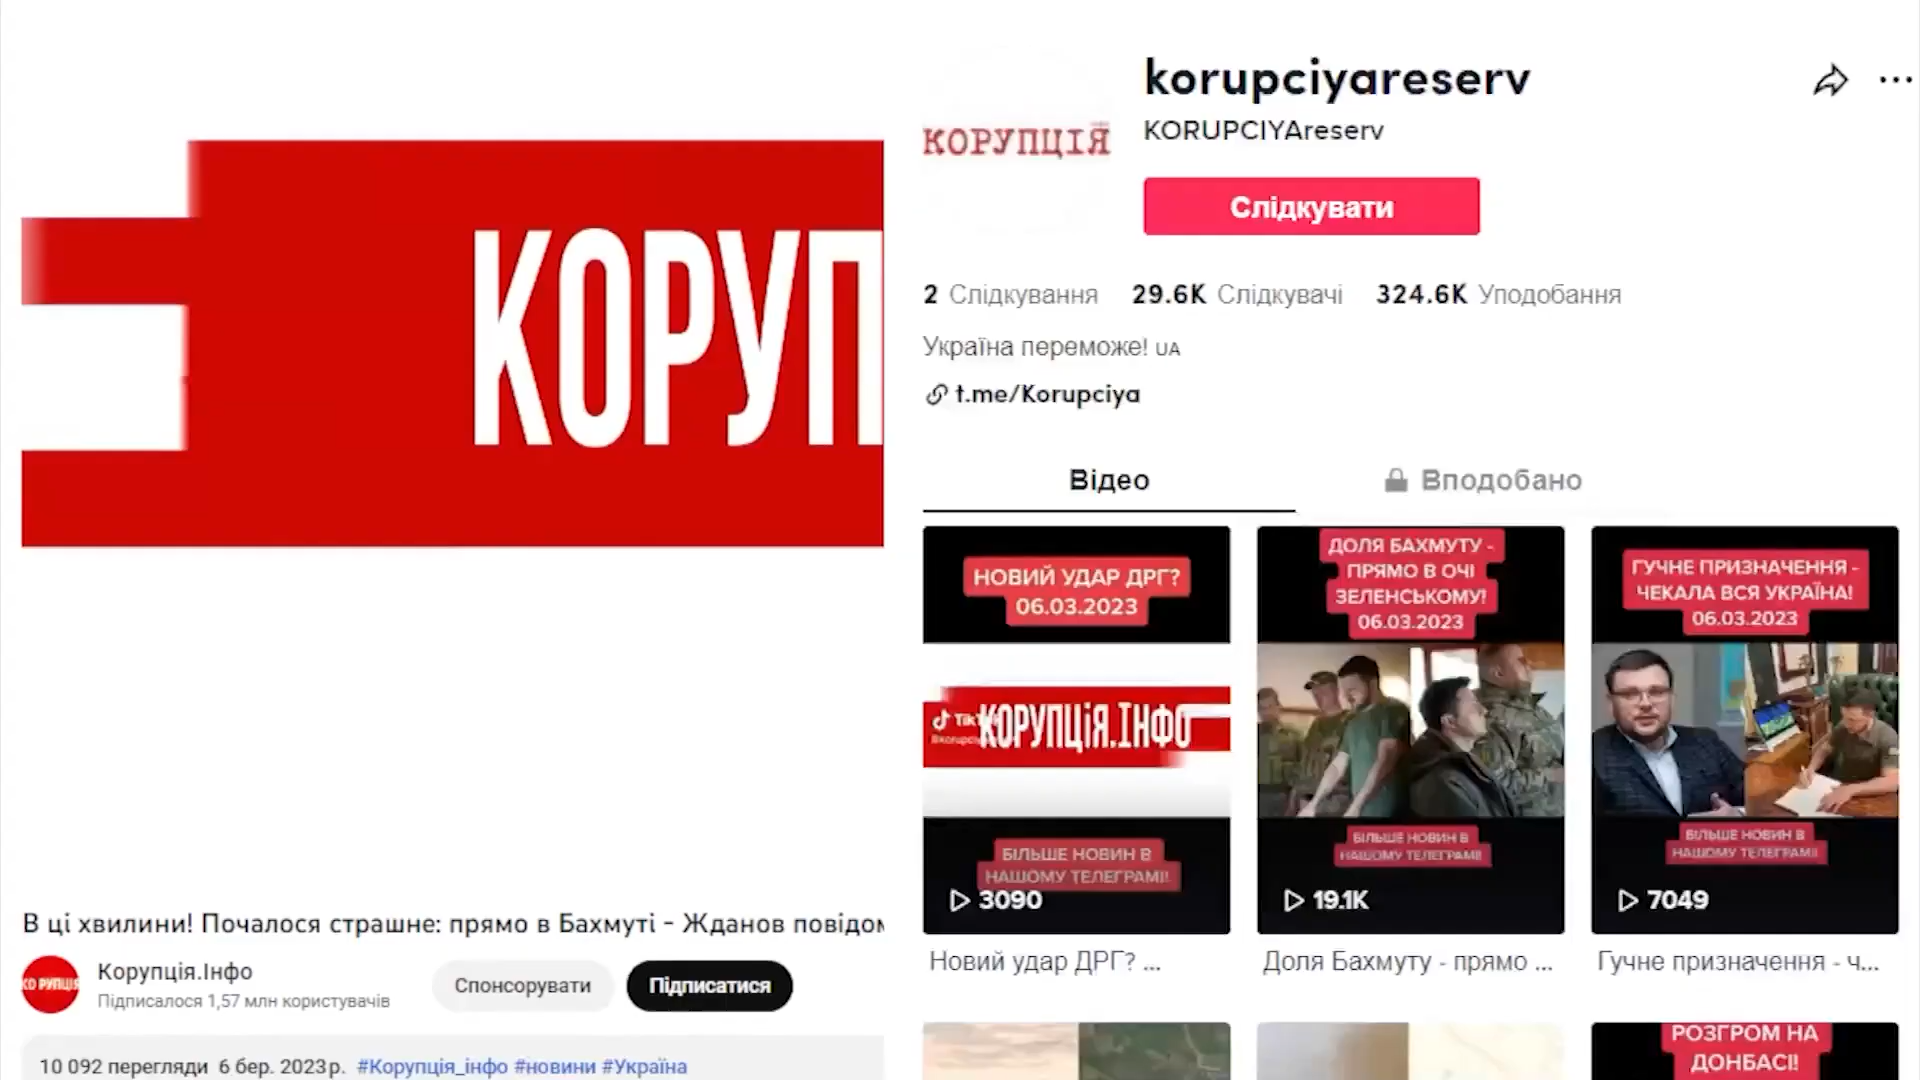 КОРУП
В ці хвилини! Почалося страшне: прямо в Бахмуті - Жданов повідом
КО РУПЦІЯ
Корупція.Інфо
Підписалося 1,57 млн користувачів
Спонсорувати
Підписатися
10 092 перегляди 6 бер. 2023 р. #Корупція_інфо #новини #Україна
КОРУПЦІЯ
korupciyareserv
KORUPCIYAreserv
Слідкувати
2 Слідкування 29.6K Слідкувачі 324.6K Уподобання
Україна переможе! UA
t.me/Korupciya
Відео
Вподобано
НОВИЙ УДАР ДРГ?
06.03.2023
КОРУПЦІЯ.ІНФО
БІЛЬШЕ НОВИН В
НАШОМУ ТЕЛЕГРАМІ!
3090
Новий удар ДРГ? ...
ДОЛЯ БАХМУТУ -
ПРЯМО В ОЧІ
ЗЕЛЕНСЬКОМУ!
06.03.2023
БІЛЬШЕ НОВИН В
НАШОМУ ТЕЛЕГРАМІ!
19.1K
Доля Бахмуту - прямо ...
ГУЧНЕ ПРИЗНАЧЕННЯ -
ЧЕКАЛА ВСЯ УКРАЇНА!
06.03.2023
БІЛЬШЕ НОВИН В
НАШОМУ ТЕЛЕГРАМІ!
7049
Гучне призначення - ч...
РОЗГРОМ НА
ДОНБАСІ!